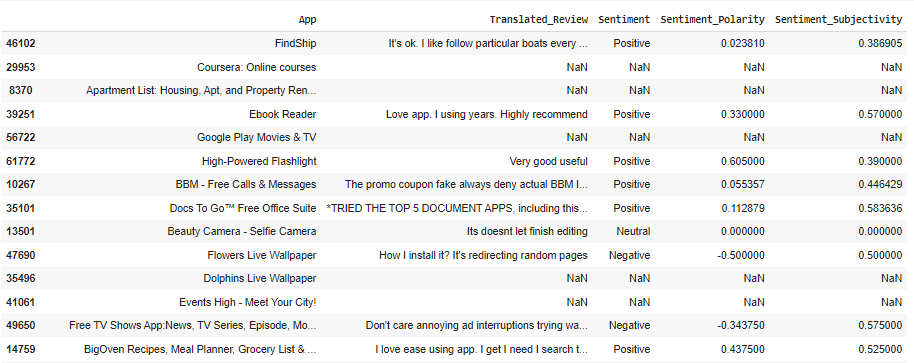 App Translated_Review Sentiment Sentiment_Polarity Sentiment_Subjectivity
46102 FindShip It's ok. I like follow particular boats every ... Positive 0.023810 0.386905
29953 Coursera: Online courses NaN NaN NaN NaN
8370 Apartment List: Housing, Apt, and Property Ren... NaN NaN NaN NaN
39251 Ebook Reader Love app. I using years. Highly recommend Positive 0.330000 0.570000
56722 Google Play Movies & TV NaN NaN NaN NaN
61772 High-Powered Flashlight Very good useful Positive 0.605000 0.390000
10267 BBM - Free Calls & Messages The promo coupon fake always deny actual BBM I... Positive 0.055357 0.446429
35101 Docs To Go™ Free Office Suite *TRIED THE TOP 5 DOCUMENT APPS, including this... Positive 0.112879 0.583636
13501 Beauty Camera - Selfie Camera Its doesnt let finish editing Neutral 0.000000 0.000000
47690 Flowers Live Wallpaper How I install it? It's redirecting random pages Negative -0.500000 0.500000
35496 Dolphins Live Wallpaper NaN NaN NaN NaN
41061 Events High - Meet Your City! NaN NaN NaN NaN
49650 Free TV Shows App:News, TV Series, Episode, Mo... Don't care annoying ad interruptions trying wa... Negative -0.343750 0.575000
14759 BigOven Recipes, Meal Planner, Grocery List & ... I love ease using app. I get I need I search t... Positive 0.437500 0.525000